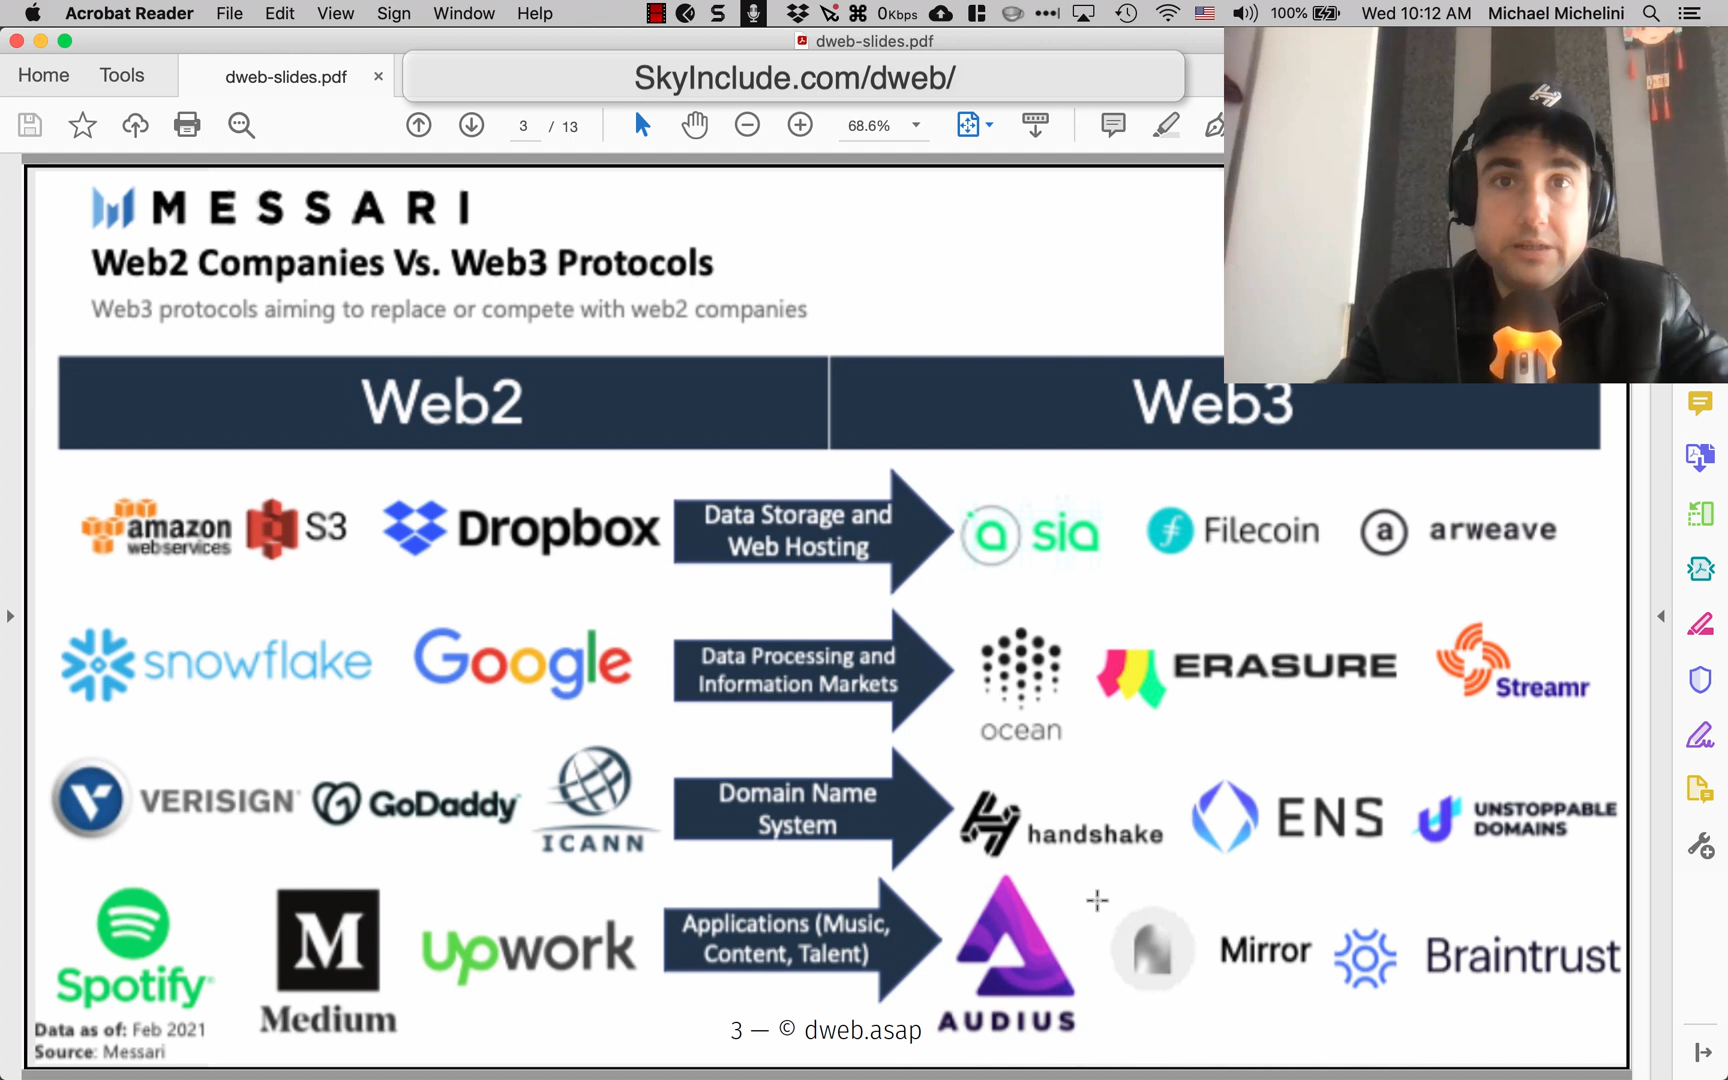 Acrobat Reader File Edit View Sign Window Help 0Kbps 100% Wed 10:12 AM Michael Michelini
dweb-slides.pdf
Home Tools dweb-slides.pdf × SkyInclude.com/dweb/
3 / 13 68.6%
MESSARI
Web2 Companies Vs. Web3 Protocols
Web3 protocols aiming to replace or compete with web2 companies
Web2 Web3
amazon webservices S3 Dropbox
Data Storage and
Web Hosting
sia Filecoin arweave
snowflake Google
Data Processing and
Information Markets
ocean ERASURE Streamr
VERISIGN GoDaddy ICANN
Domain Name
System
handshake ENS UNSTOPPABLE DOMAINS
Spotify Medium upwork
Applications (Music,
Content, Talent)
AUDIUS Mirror Braintrust
Data as of: Feb 2021
Source: Messari
3 — © dweb.asap